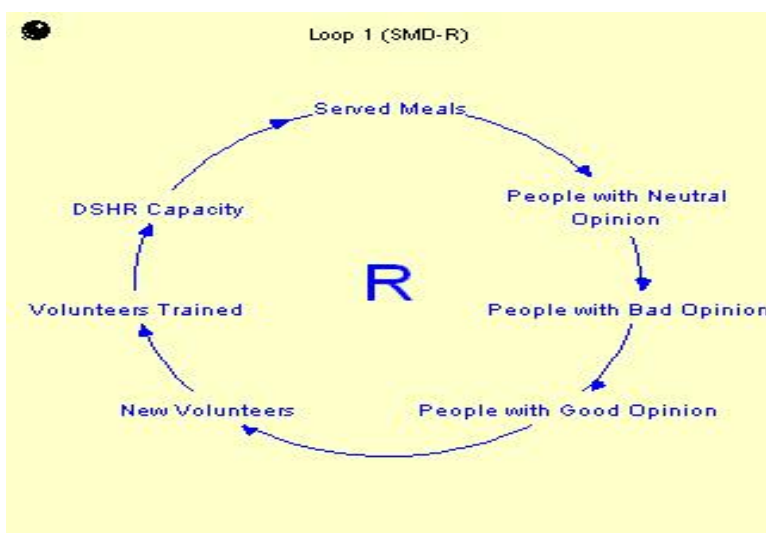 Loop 1 (SMD-R)
Served Meals
People with Neutral
Opinion
DSHR Capacity
R
Volunteers Trained
People with Bad Opinion
New Volunteers
People with Good Opinion